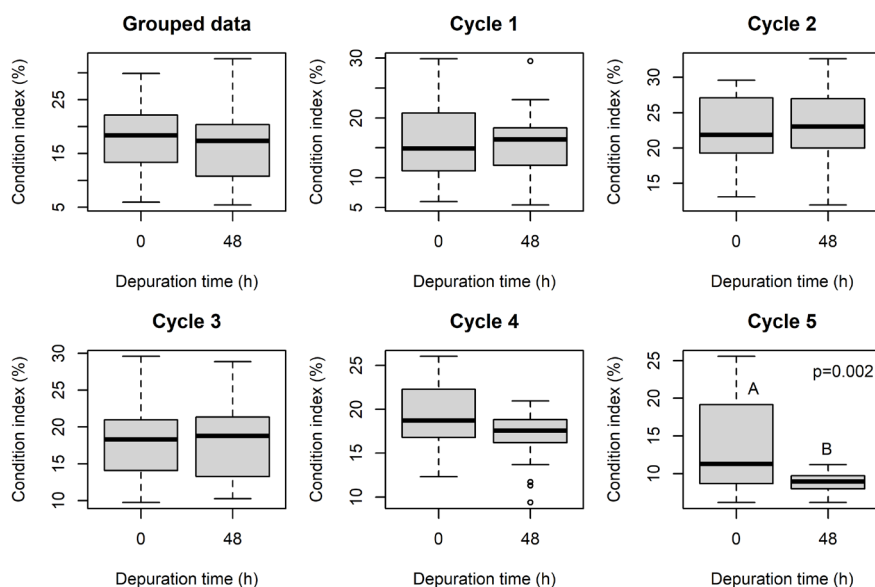 Grouped data
Condition index (%)
5
15
25
0
48
Depuration time (h)
Cycle 1
Condition index (%)
5
10
20
30
0
48
Depuration time (h)
Cycle 2
Condition index (%)
15
20
25
30
0
48
Depuration time (h)
Cycle 3
Condition index (%)
10
15
20
25
30
0
48
Depuration time (h)
Cycle 4
Condition index (%)
10
15
20
25
0
48
Depuration time (h)
Cycle 5
Condition index (%)
10
15
20
25
p=0.002
A
B
0
48
Depuration time (h)